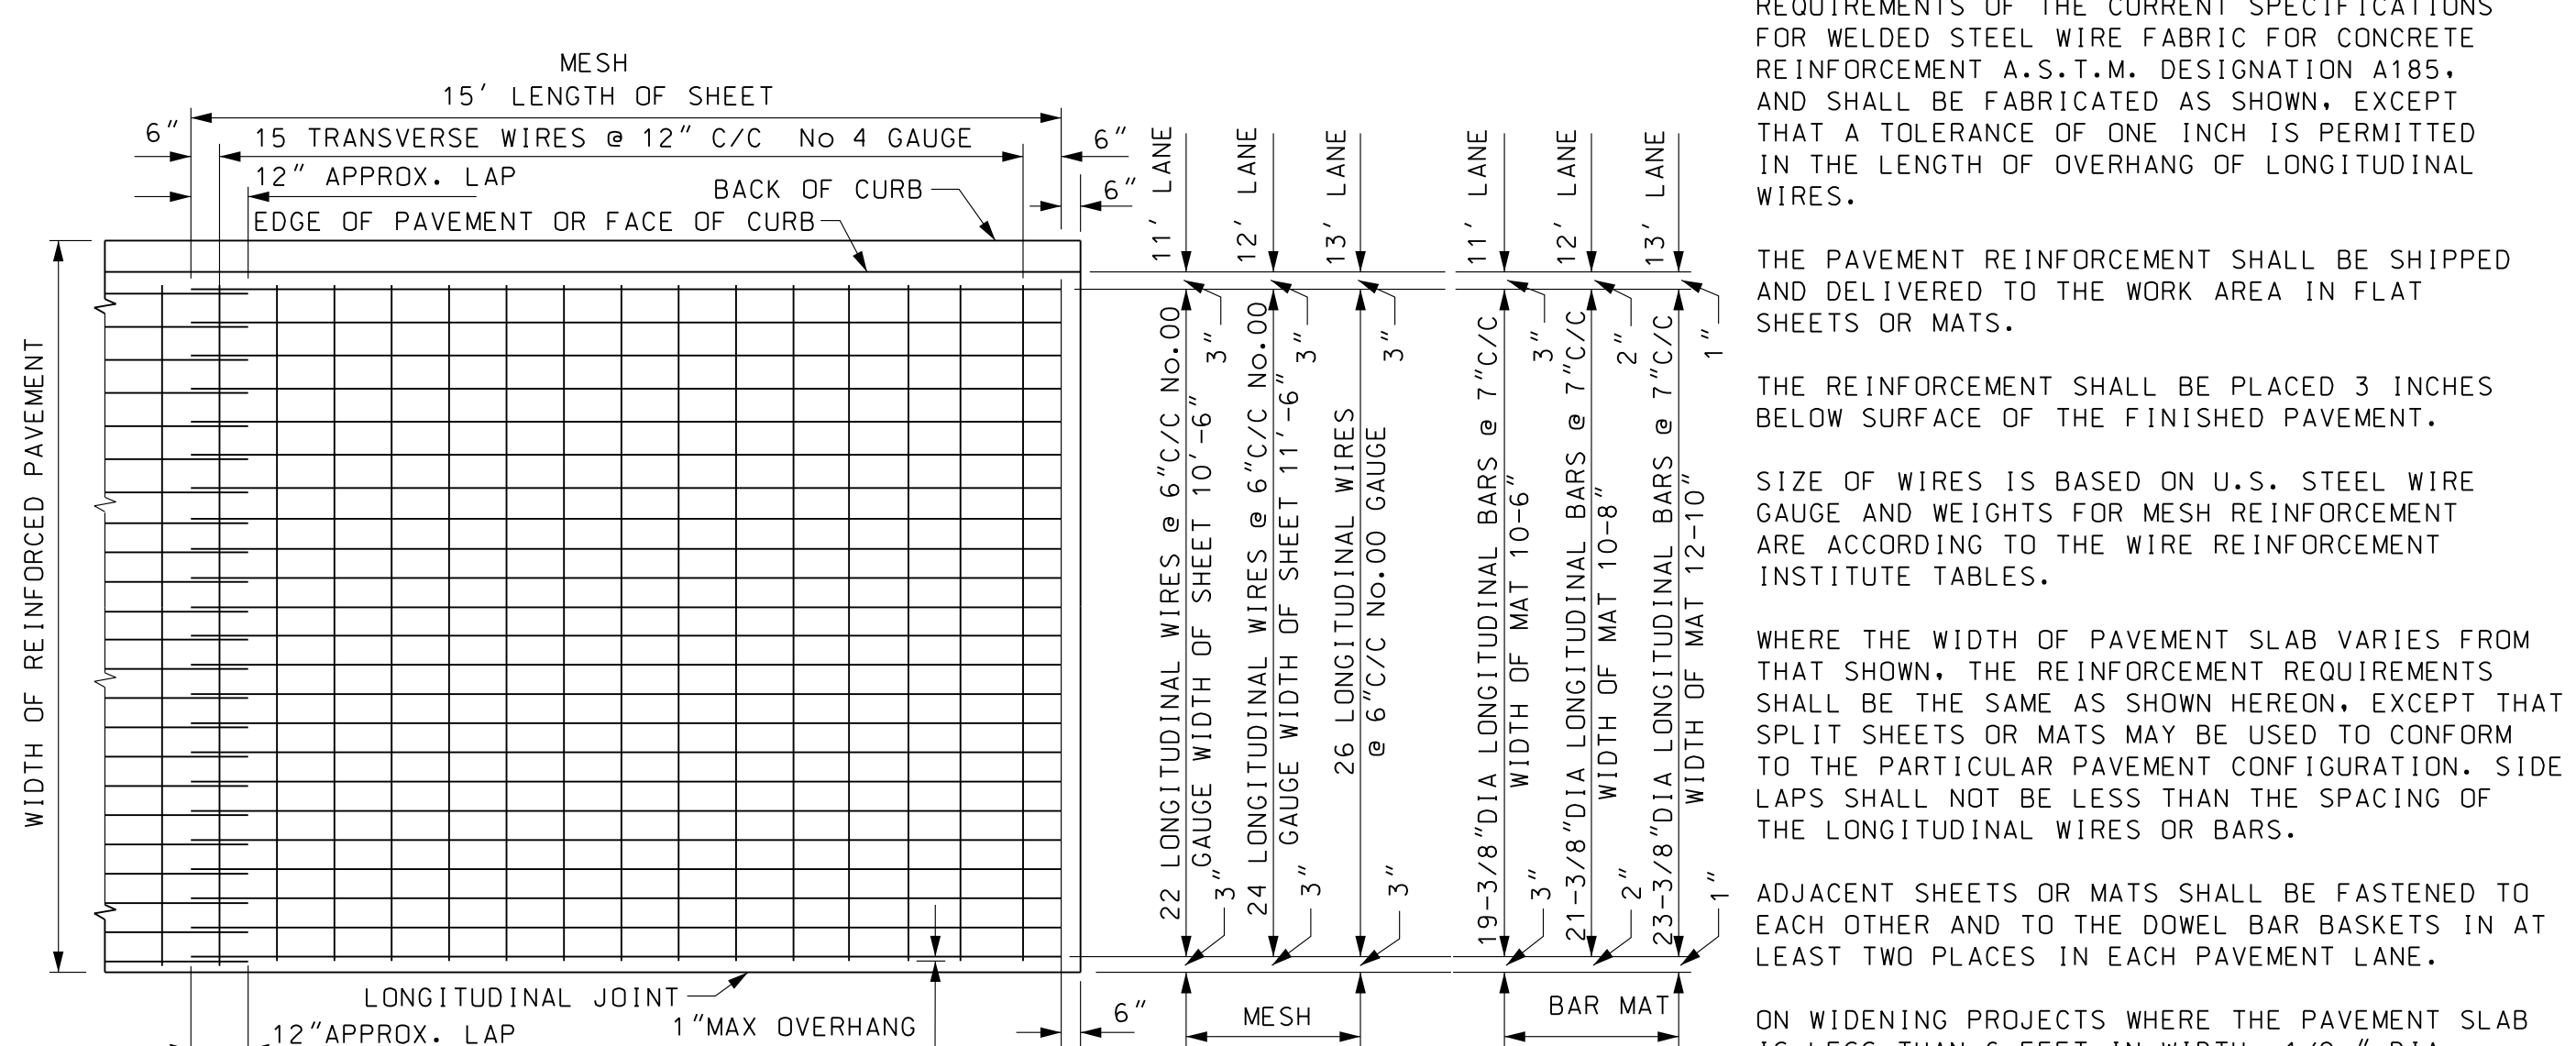 MESH
15' LENGTH OF SHEET
6"
15 TRANSVERSE WIRES @ 12" C/C No 4 GAUGE
6"
12" APPROX. LAP
BACK OF CURB
6"
EDGE OF PAVEMENT OR FACE OF CURB
WIDTH OF REINFORCED PAVEMENT
LONGITUDINAL JOINT
12"APPROX. LAP
1"MAX OVERHANG
6"
11' LANE
12' LANE
13' LANE
11' LANE
12' LANE
13' LANE
3"
3"
3"
3"
2"
1"
22 LONGITUDINAL WIRES @ 6"C/C No.00
GAUGE WIDTH OF SHEET 10'-6"
24 LONGITUDINAL WIRES @ 6"C/C No.00
GAUGE WIDTH OF SHEET 11'-6"
26 LONGITUDINAL WIRES
@ 6"C/C No.00 GAUGE
19-3/8"DIA LONGITUDINAL BARS @ 7"C/C
WIDTH OF MAT 10-6"
21-3/8"DIA LONGITUDINAL BARS @ 7"C/C
WIDTH OF MAT 10-8"
23-3/8"DIA LONGITUDINAL BARS @ 7"C/C
WIDTH OF MAT 12-10"
3"
3"
3"
3"
2"
1"
MESH
BAR MAT
REQUIREMENTS OF THE CURRENT SPECIFICATIONS
FOR WELDED STEEL WIRE FABRIC FOR CONCRETE
REINFORCEMENT A.S.T.M. DESIGNATION A185,
AND SHALL BE FABRICATED AS SHOWN, EXCEPT
THAT A TOLERANCE OF ONE INCH IS PERMITTED
IN THE LENGTH OF OVERHANG OF LONGITUDINAL
WIRES.
THE PAVEMENT REINFORCEMENT SHALL BE SHIPPED
AND DELIVERED TO THE WORK AREA IN FLAT
SHEETS OR MATS.
THE REINFORCEMENT SHALL BE PLACED 3 INCHES
BELOW SURFACE OF THE FINISHED PAVEMENT.
SIZE OF WIRES IS BASED ON U.S. STEEL WIRE
GAUGE AND WEIGHTS FOR MESH REINFORCEMENT
ARE ACCORDING TO THE WIRE REINFORCEMENT
INSTITUTE TABLES.
WHERE THE WIDTH OF PAVEMENT SLAB VARIES FROM
THAT SHOWN, THE REINFORCEMENT REQUIREMENTS
SHALL BE THE SAME AS SHOWN HEREON, EXCEPT THAT
SPLIT SHEETS OR MATS MAY BE USED TO CONFORM
TO THE PARTICULAR PAVEMENT CONFIGURATION. SIDE
LAPS SHALL NOT BE LESS THAN THE SPACING OF
THE LONGITUDINAL WIRES OR BARS.
ADJACENT SHEETS OR MATS SHALL BE FASTENED TO
EACH OTHER AND TO THE DOWEL BAR BASKETS IN AT
LEAST TWO PLACES IN EACH PAVEMENT LANE.
ON WIDENING PROJECTS WHERE THE PAVEMENT SLAB